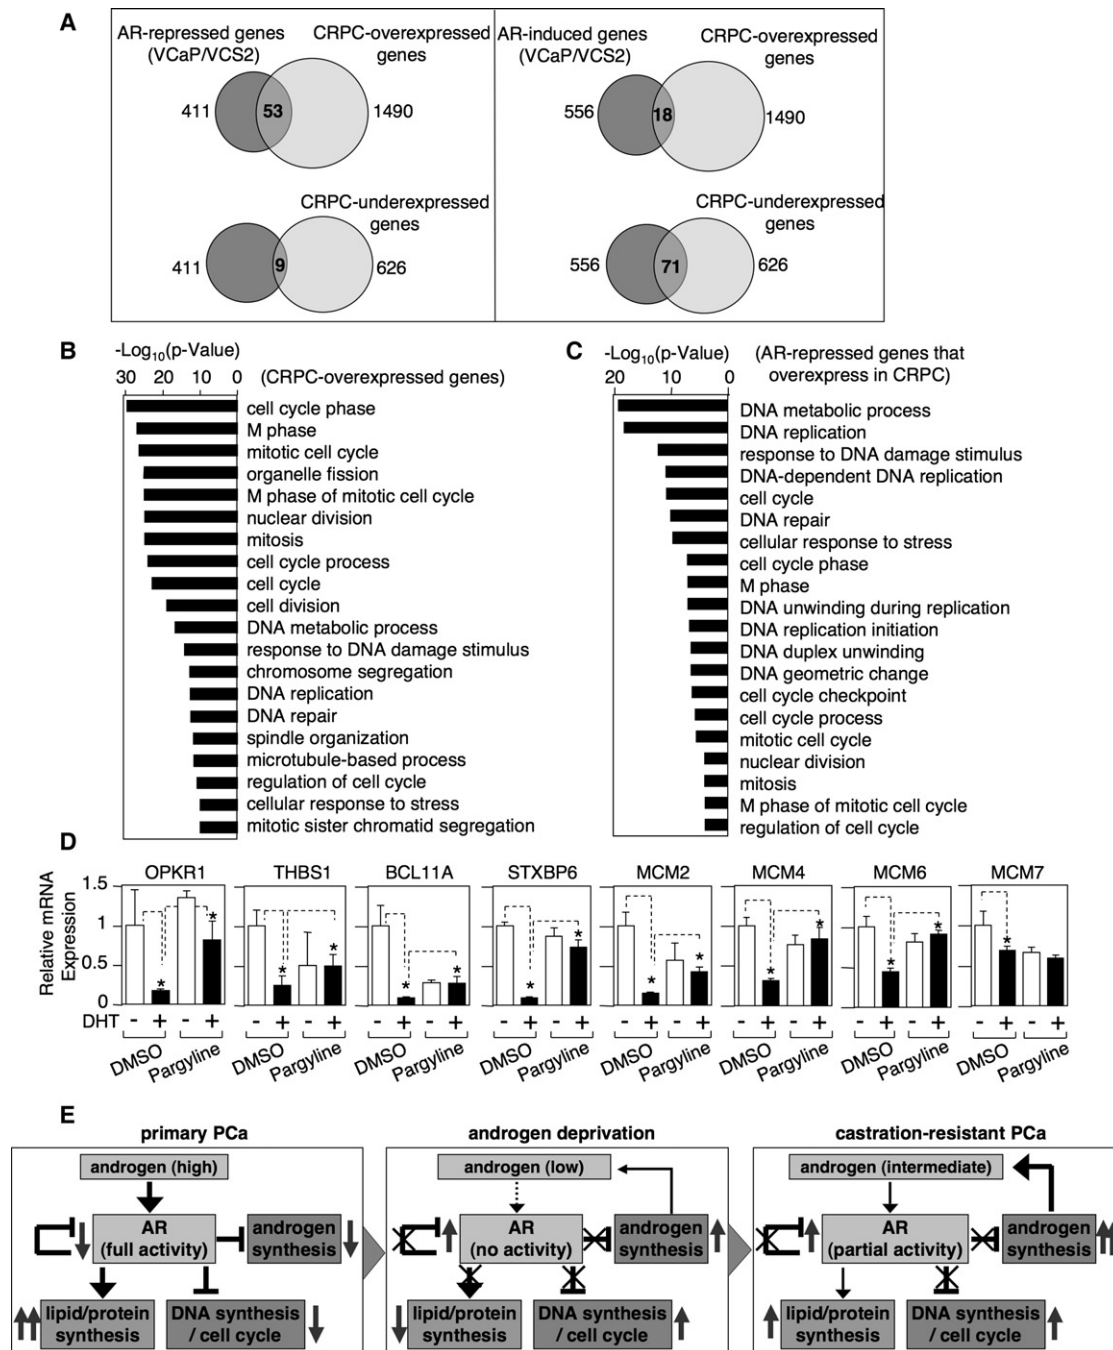 A
AR-repressed genes
(VCaP/VCS2)
CRPC-overexpressed
genes
411
53
1490
CRPC-underexpressed
genes
411
9
626
AR-induced genes
(VCaP/VCS2)
CRPC-overexpressed
genes
556
18
1490
CRPC-underexpressed
genes
556
71
626
B
-Log10(p-Value)
30 20 10 0
(CRPC-overexpressed genes)
cell cycle phase
M phase
mitotic cell cycle
organelle fission
M phase of mitotic cell cycle
nuclear division
mitosis
cell cycle process
cell cycle
cell division
DNA metabolic process
response to DNA damage stimulus
chromosome segregation
DNA replication
DNA repair
spindle organization
microtubule-based process
regulation of cell cycle
cellular response to stress
mitotic sister chromatid segregation
C
-Log10(p-Value)
20 10 0
(AR-repressed genes that
overexpress in CRPC)
DNA metabolic process
DNA replication
response to DNA damage stimulus
DNA-dependent DNA replication
cell cycle
DNA repair
cellular response to stress
cell cycle phase
M phase
DNA unwinding during replication
DNA replication initiation
DNA duplex unwinding
DNA geometric change
cell cycle checkpoint
cell cycle process
mitotic cell cycle
nuclear division
mitosis
M phase of mitotic cell cycle
regulation of cell cycle
D
OPKR1 THBS1 BCL11A STXBP6 MCM2 MCM4 MCM6 MCM7
Relative mRNA
Expression
1.5
1
0.5
0
* * * * * * * * * * * * * * *
DHT - + - + - + - + - + - + - + - + - + - + - + - + - + - + - + - +
DMSO Pargyline DMSO Pargyline DMSO Pargyline DMSO Pargyline DMSO Pargyline DMSO Pargyline DMSO Pargyline DMSO Pargyline
E
primary PCa
androgen (high)
AR
(full activity)
androgen
synthesis
lipid/protein
synthesis
DNA synthesis
/ cell cycle
androgen deprivation
androgen (low)
AR
(no activity)
androgen
synthesis
lipid/protein
synthesis
DNA synthesis
/ cell cycle
castration-resistant PCa
androgen (intermediate)
AR
(partial activity)
androgen
synthesis
lipid/protein
synthesis
DNA synthesis
/ cell cycle